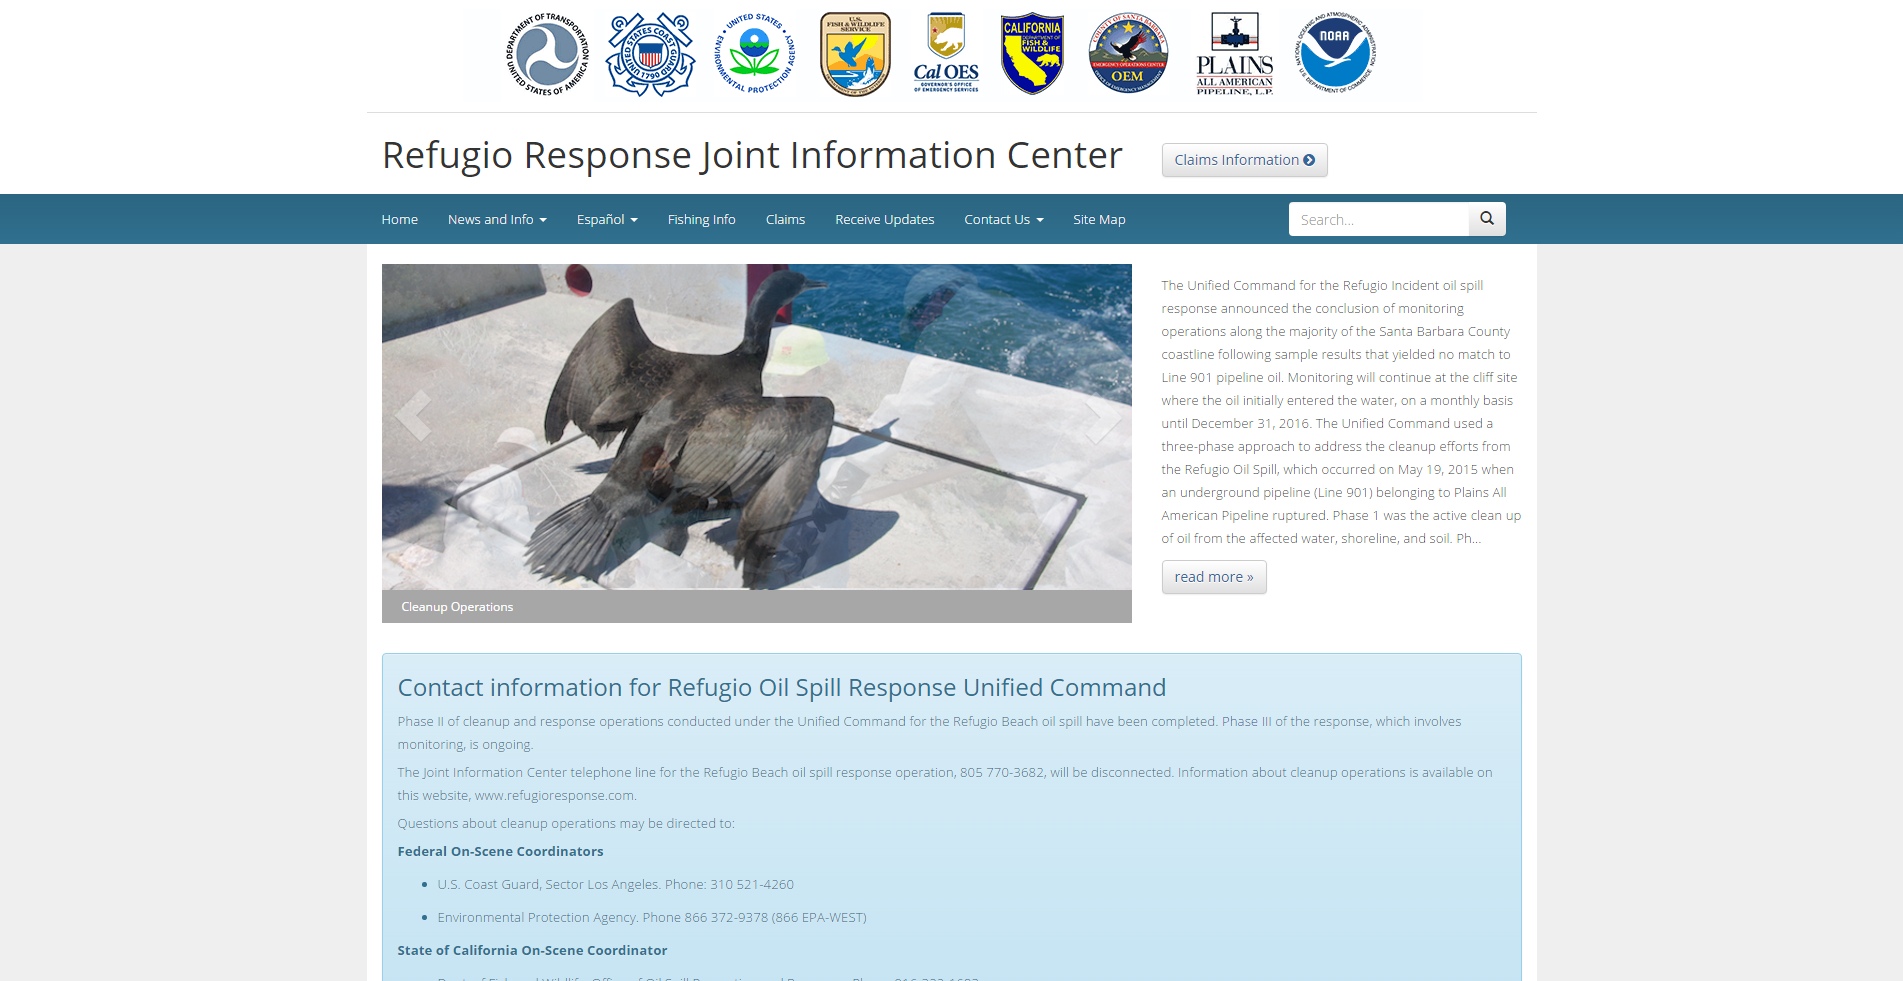 DEPARTMENT OF TRANSPORTATION
UNITED STATES OF AMERICA
UNITED STATES COAST GUARD
1790
UNITED STATES
ENVIRONMENTAL PROTECTION AGENCY
U.S.
FISH & WILDLIFE
SERVICE
Cal OES
GOVERNOR'S OFFICE
OF EMERGENCY SERVICES
CALIFORNIA
DEPARTMENT OF
FISH &
WILDLIFE
COUNTY OF SANTA BARBARA
EMERGENCY OPERATIONS CENTER
OEM
PLAINS
ALL AMERICAN
PIPELINE, L.P.
NATIONAL OCEANIC AND ATMOSPHERIC ADMINISTRATION
NOAA
U.S. DEPARTMENT OF COMMERCE
Refugio Response Joint Information Center
Claims Information
Home News and Info Español Fishing Info Claims Receive Updates Contact Us Site Map
Search...
The Unified Command for the Refugio Incident oil spill
response announced the conclusion of monitoring
operations along the majority of the Santa Barbara County
coastline following sample results that yielded no match to
Line 901 pipeline oil. Monitoring will continue at the cliff site
where the oil initially entered the water, on a monthly basis
until December 31, 2016. The Unified Command used a
three-phase approach to address the cleanup efforts from
the Refugio Oil Spill, which occurred on May 19, 2015 when
an underground pipeline (Line 901) belonging to Plains All
American Pipeline ruptured. Phase 1 was the active clean up
of oil from the affected water, shoreline, and soil. Ph...
read more »
Cleanup Operations
Contact information for Refugio Oil Spill Response Unified Command
Phase II of cleanup and response operations conducted under the Unified Command for the Refugio Beach oil spill have been completed. Phase III of the response, which involves
monitoring, is ongoing.
The Joint Information Center telephone line for the Refugio Beach oil spill response operation, 805 770-3682, will be disconnected. Information about cleanup operations is available on
this website, www.refugioresponse.com.
Questions about cleanup operations may be directed to:
Federal On-Scene Coordinators
U.S. Coast Guard, Sector Los Angeles. Phone: 310 521-4260
Environmental Protection Agency. Phone 866 372-9378 (866 EPA-WEST)
State of California On-Scene Coordinator